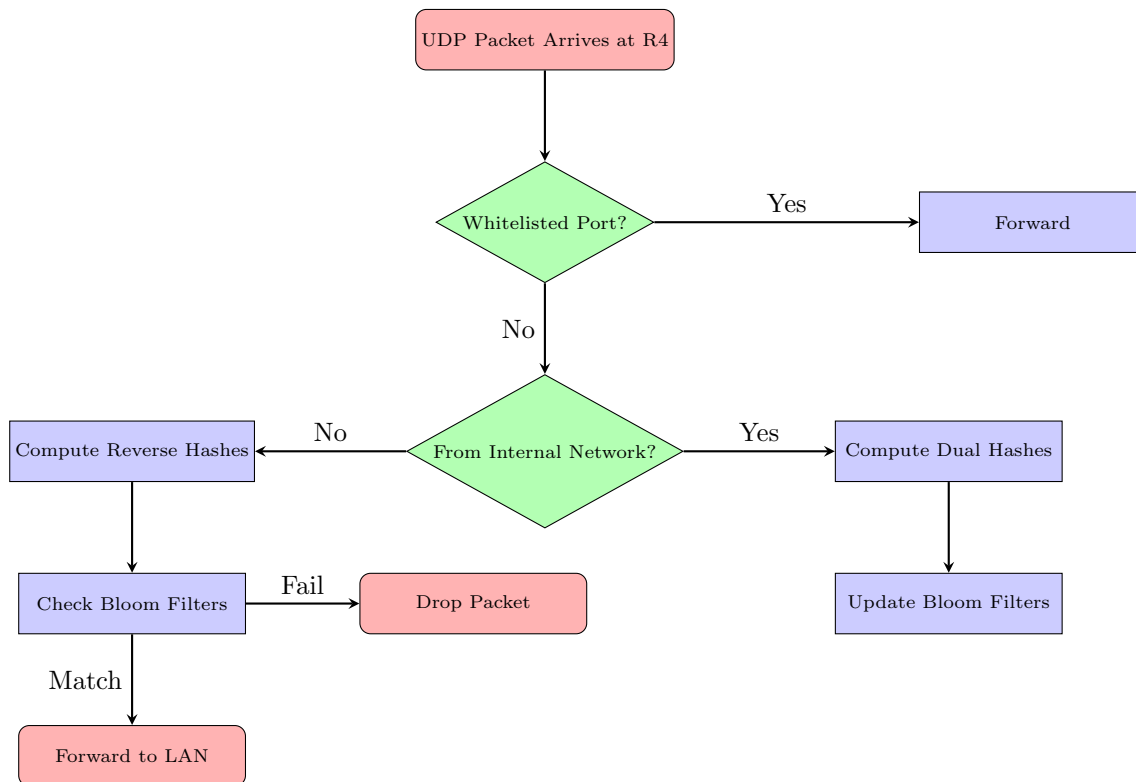 UDP Packet Arrives at R4
Whitelisted Port?
Yes
Forward
No
No
From Internal Network?
Yes
Compute Reverse Hashes
Compute Dual Hashes
Check Bloom Filters
Fail
Drop Packet
Update Bloom Filters
Match
Forward to LAN